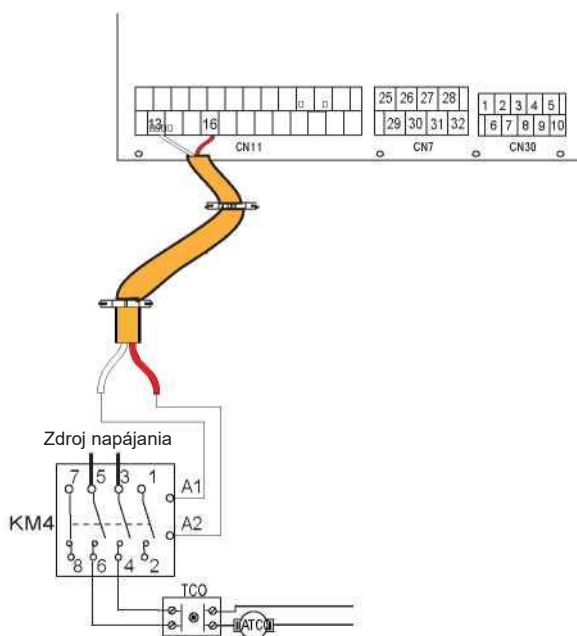 25 26 27 28
1 2 3 4 5
13 16
29 30 31 32
6 7 8 9 10
CN11 CN7 CN30
Zdroj napájania
7 5 3 1
A1
KM4
A2
8 6 4 2
TCO
ATCO